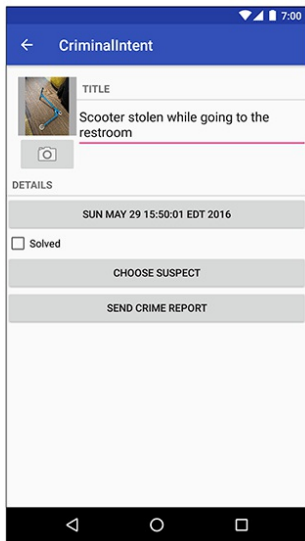 7:00
CriminalIntent
TITLE
Scooter stolen while going to the
restroom
DETAILS
SUN MAY 29 15:50:01 EDT 2016
Solved
CHOOSE SUSPECT
SEND CRIME REPORT